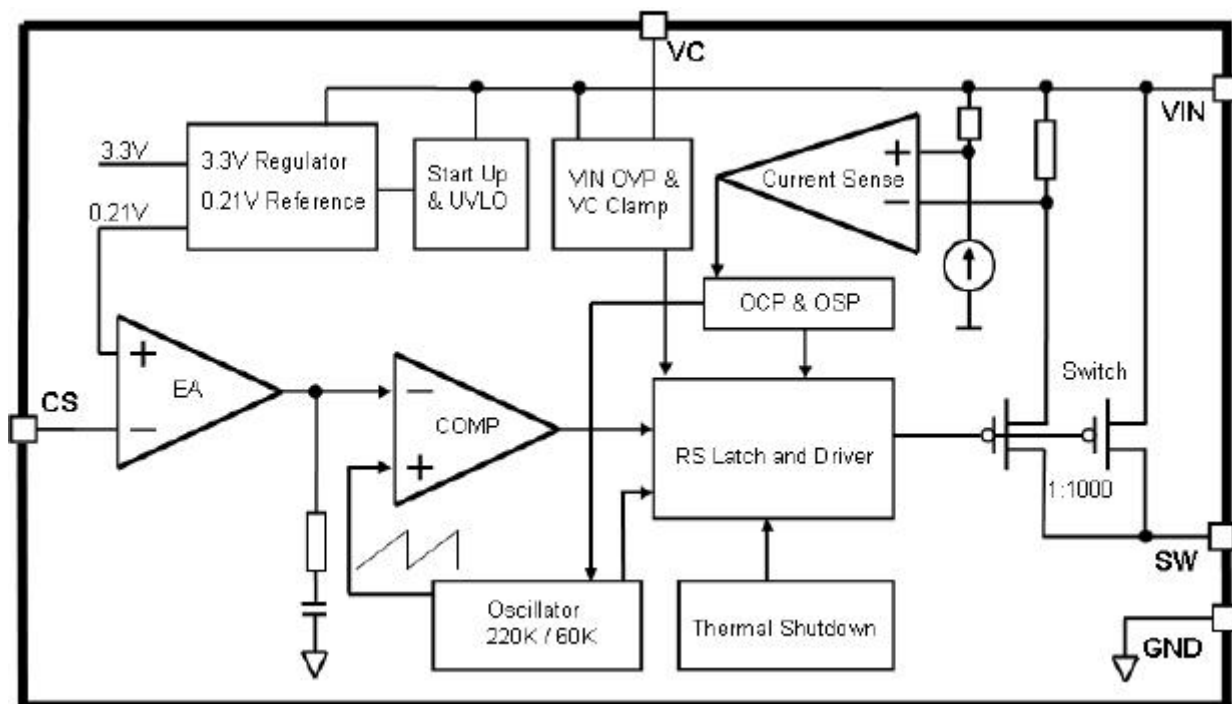 VC
VIN
3.3V
3.3V Regulator
0.21V Reference
0.21V
Start Up
& UVLO
VIN OVP &
VC Clamp
+
Current Sense
−
OCP & OSP
+
EA
−
CS
−
COMP
+
RS Latch and Driver
Switch
1:1000
SW
Oscillator
220K / 60K
Thermal Shutdown
GND